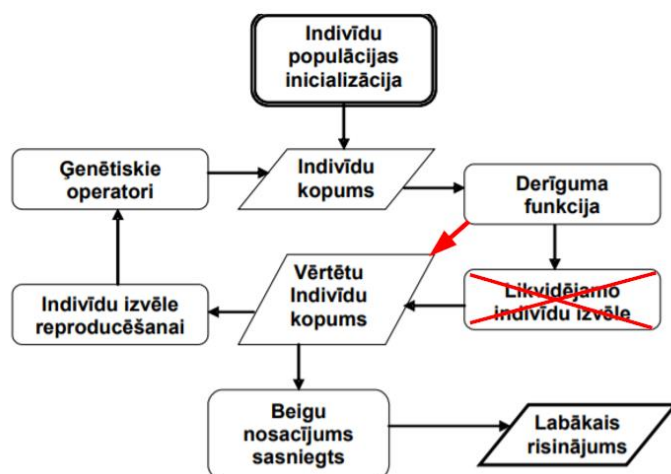 Indivīdu
populācijas
inicializācija
Ģenētiskie
operatori
Indivīdu
kopums
Derīguma
funkcija
Vērtētu
Indivīdu
kopums
Likvidējamo
indivīdu izvēle
Indivīdu izvēle
reproducēšanai
Beigu
nosacījums
sasniegts
Labākais
risinājums